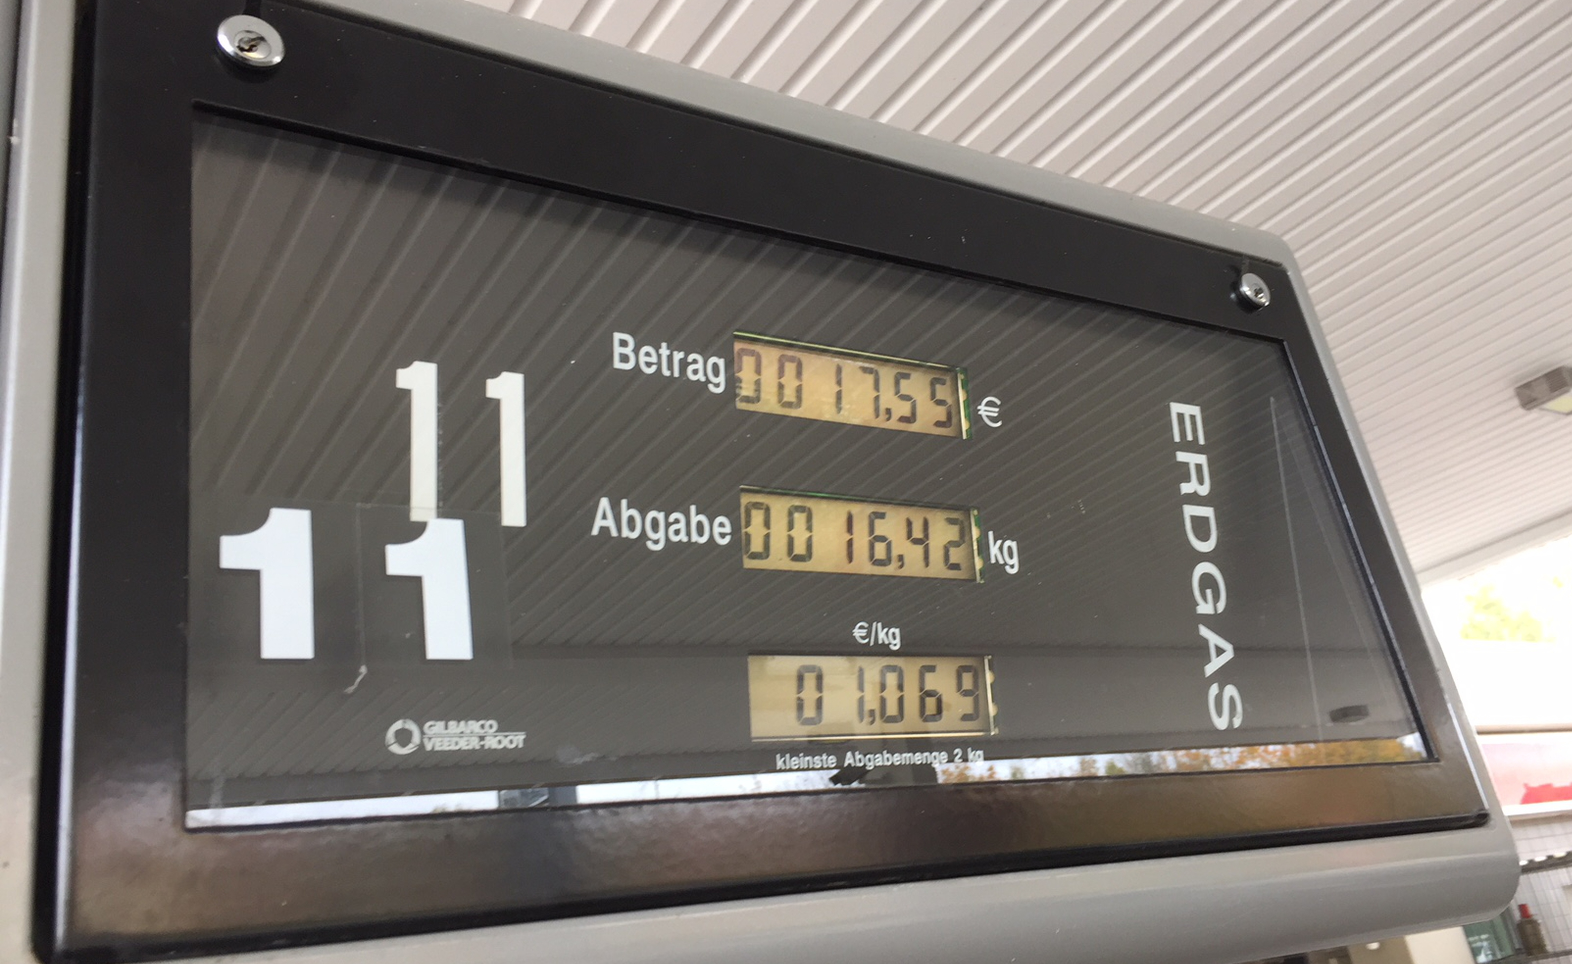 Betrag 0017,55 €
11
Abgabe 0016,42 kg
11
€/kg
01,069
kleinste Abgabemenge 2 kg
GILBARCO
VEEDER-ROOT
ERDGAS